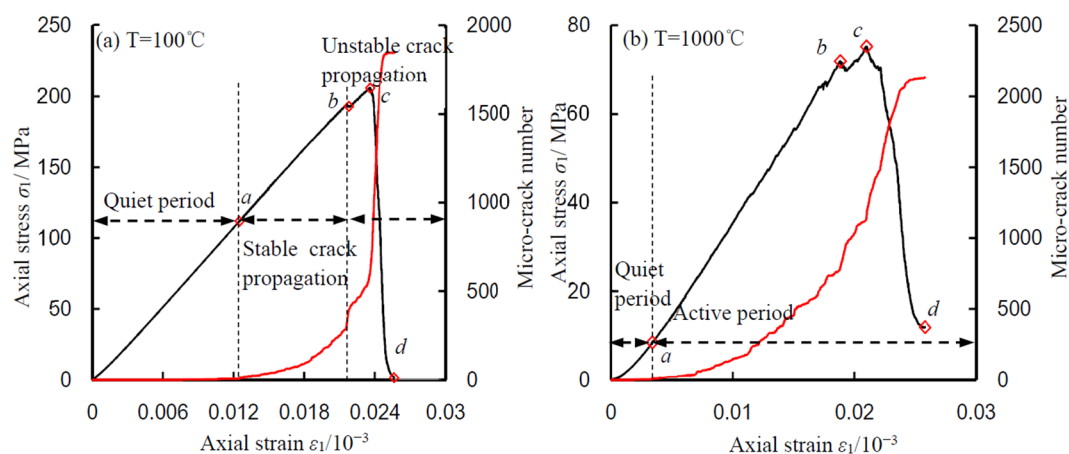 (a) T=100℃
Unstable crack
propagation
b
c
a
d
Quiet period
Stable crack
propagation
250
200
150
100
50
0
2000
1500
1000
500
0
0
0.006
0.012
0.018
0.024
0.03
Axial stress σ1/ MPa
Micro-crack number
Axial strain ε1/10⁻³
(b) T=1000℃
b
c
a
d
Quiet
period
Active period
80
60
40
20
0
2500
2000
1500
1000
500
0
0
0.01
0.02
0.03
Axial stress σ1/ MPa
Micro-crack number
Axial strain ε1/10⁻³